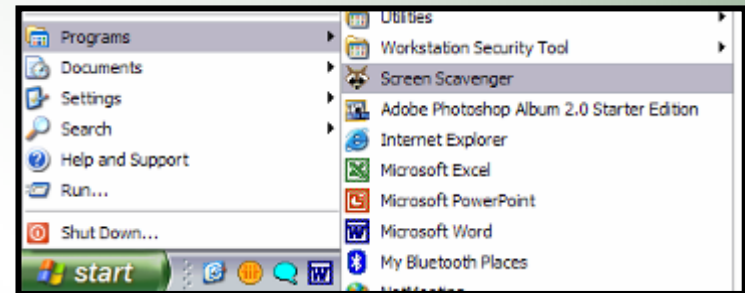 Programs
Documents
Settings
Search
Help and Support
Run...
Shut Down...
start
Utilities
Workstation Security Tool
Screen Scavenger
Adobe Photoshop Album 2.0 Starter Edition
Internet Explorer
Microsoft Excel
Microsoft PowerPoint
Microsoft Word
My Bluetooth Places
NetMeeting